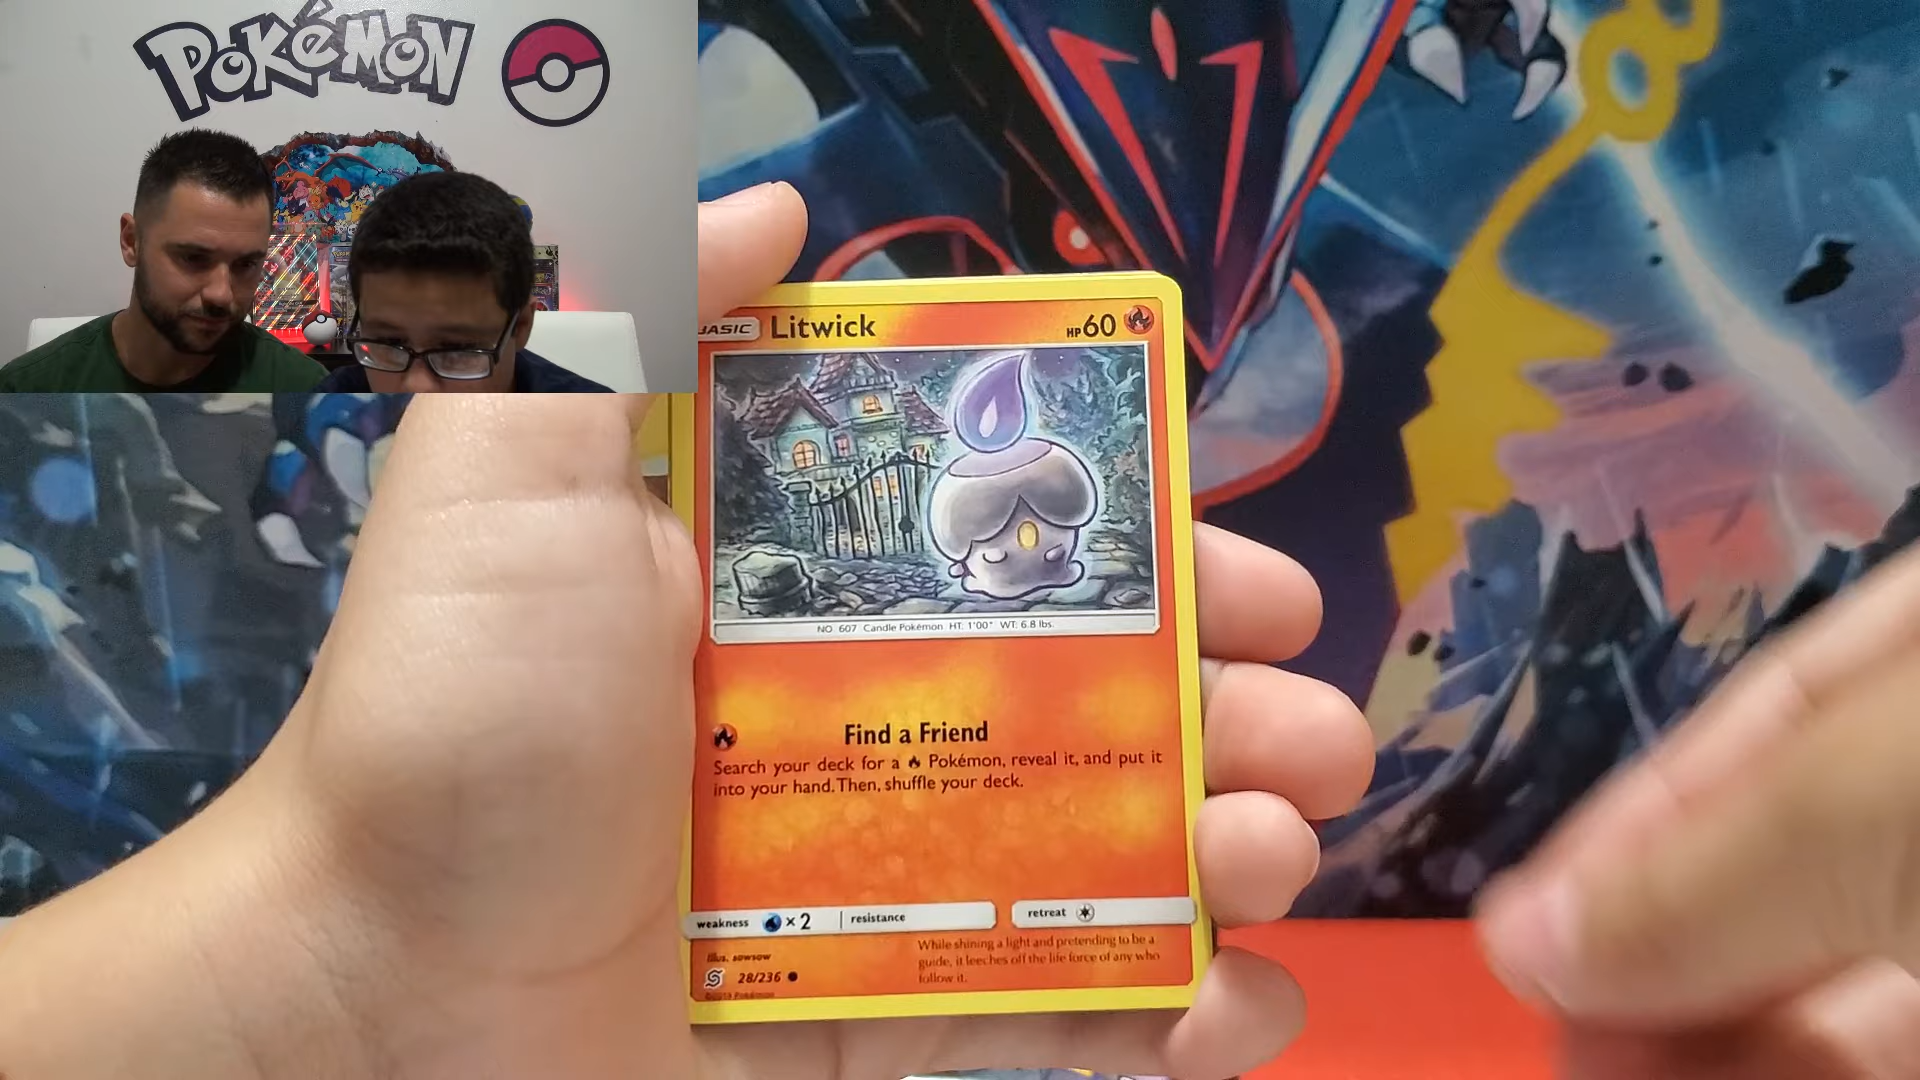 POKéMON
BASIC Litwick HP60
NO. 607 Candle Pokémon HT: 1'00" WT: 6.8 lbs.
Find a Friend
Search your deck for a Pokémon, reveal it, and put it
into your hand. Then, shuffle your deck.
weakness ×2 resistance retreat
While shining a light and pretending to be a
guide, it leeches off the life force of any who
follow it.
Illus. sowsow
28/236
©2019 Pokémon